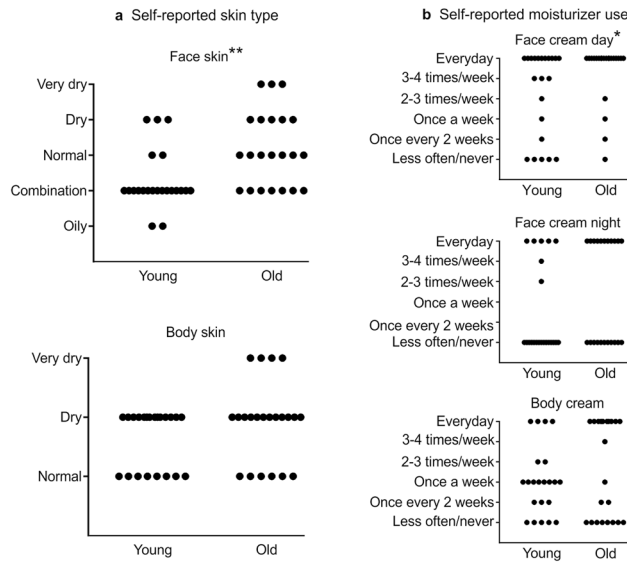 a Self-reported skin type
Face skin**
Very dry
Dry
Normal
Combination
Oily
Young Old
Body skin
Very dry
Dry
Normal
Young Old
b Self-reported moisturizer use
Face cream day*
Everyday
3-4 times/week
2-3 times/week
Once a week
Once every 2 weeks
Less often/never
Young Old
Face cream night
Everyday
3-4 times/week
2-3 times/week
Once a week
Once every 2 weeks
Less often/never
Young Old
Body cream
Everyday
3-4 times/week
2-3 times/week
Once a week
Once every 2 weeks
Less often/never
Young Old